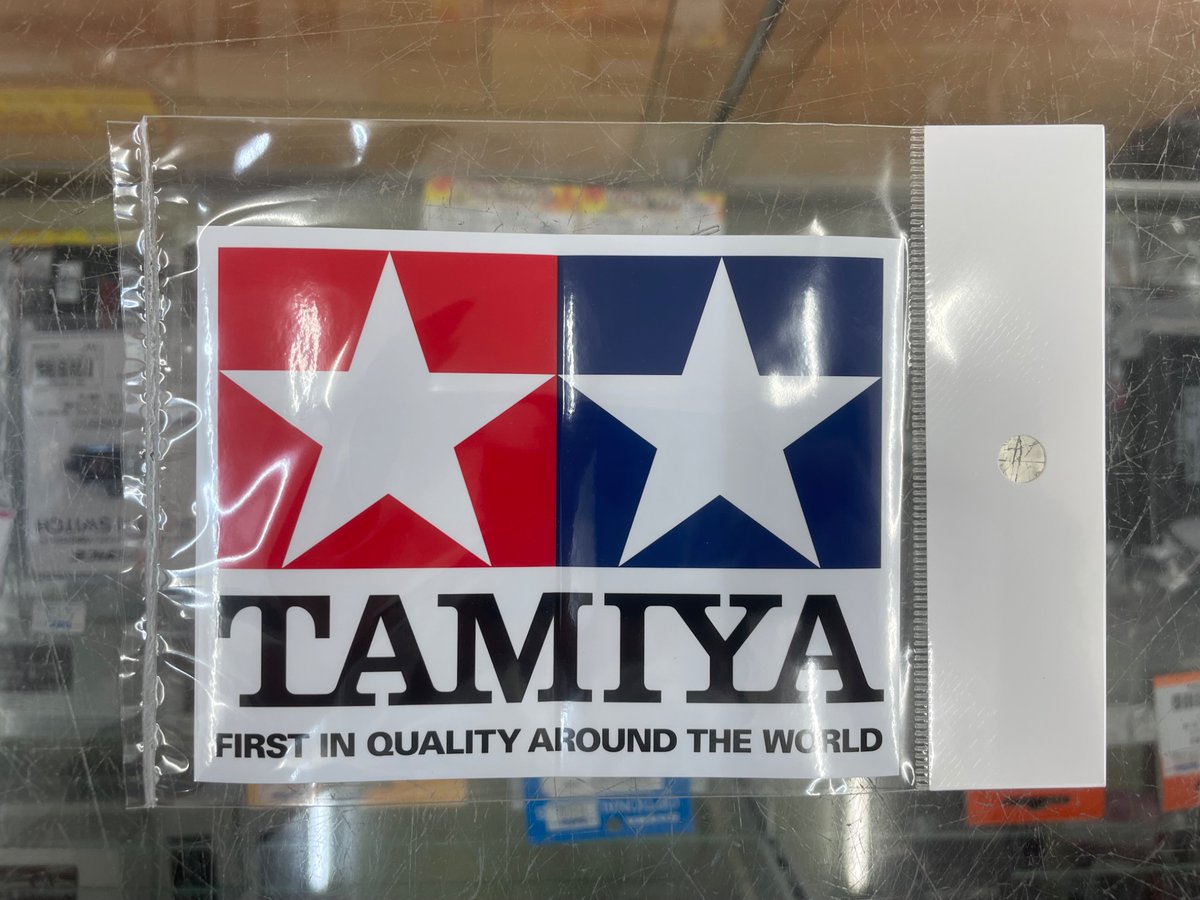 TAMIYA
FIRST IN QUALITY AROUND THE WORLD